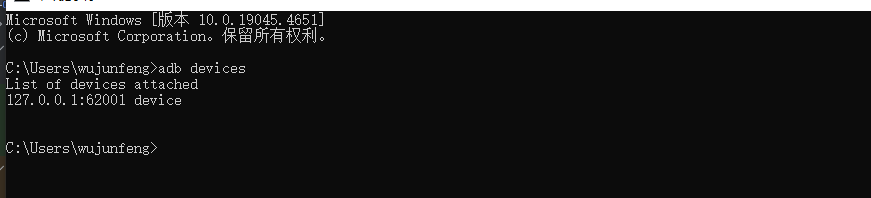 Microsoft Windows [版本 10.0.19045.4651]
(c) Microsoft Corporation。保留所有权利。
C:\Users\wujunfeng>adb devices
List of devices attached
127.0.0.1:62001 device
C:\Users\wujunfeng>